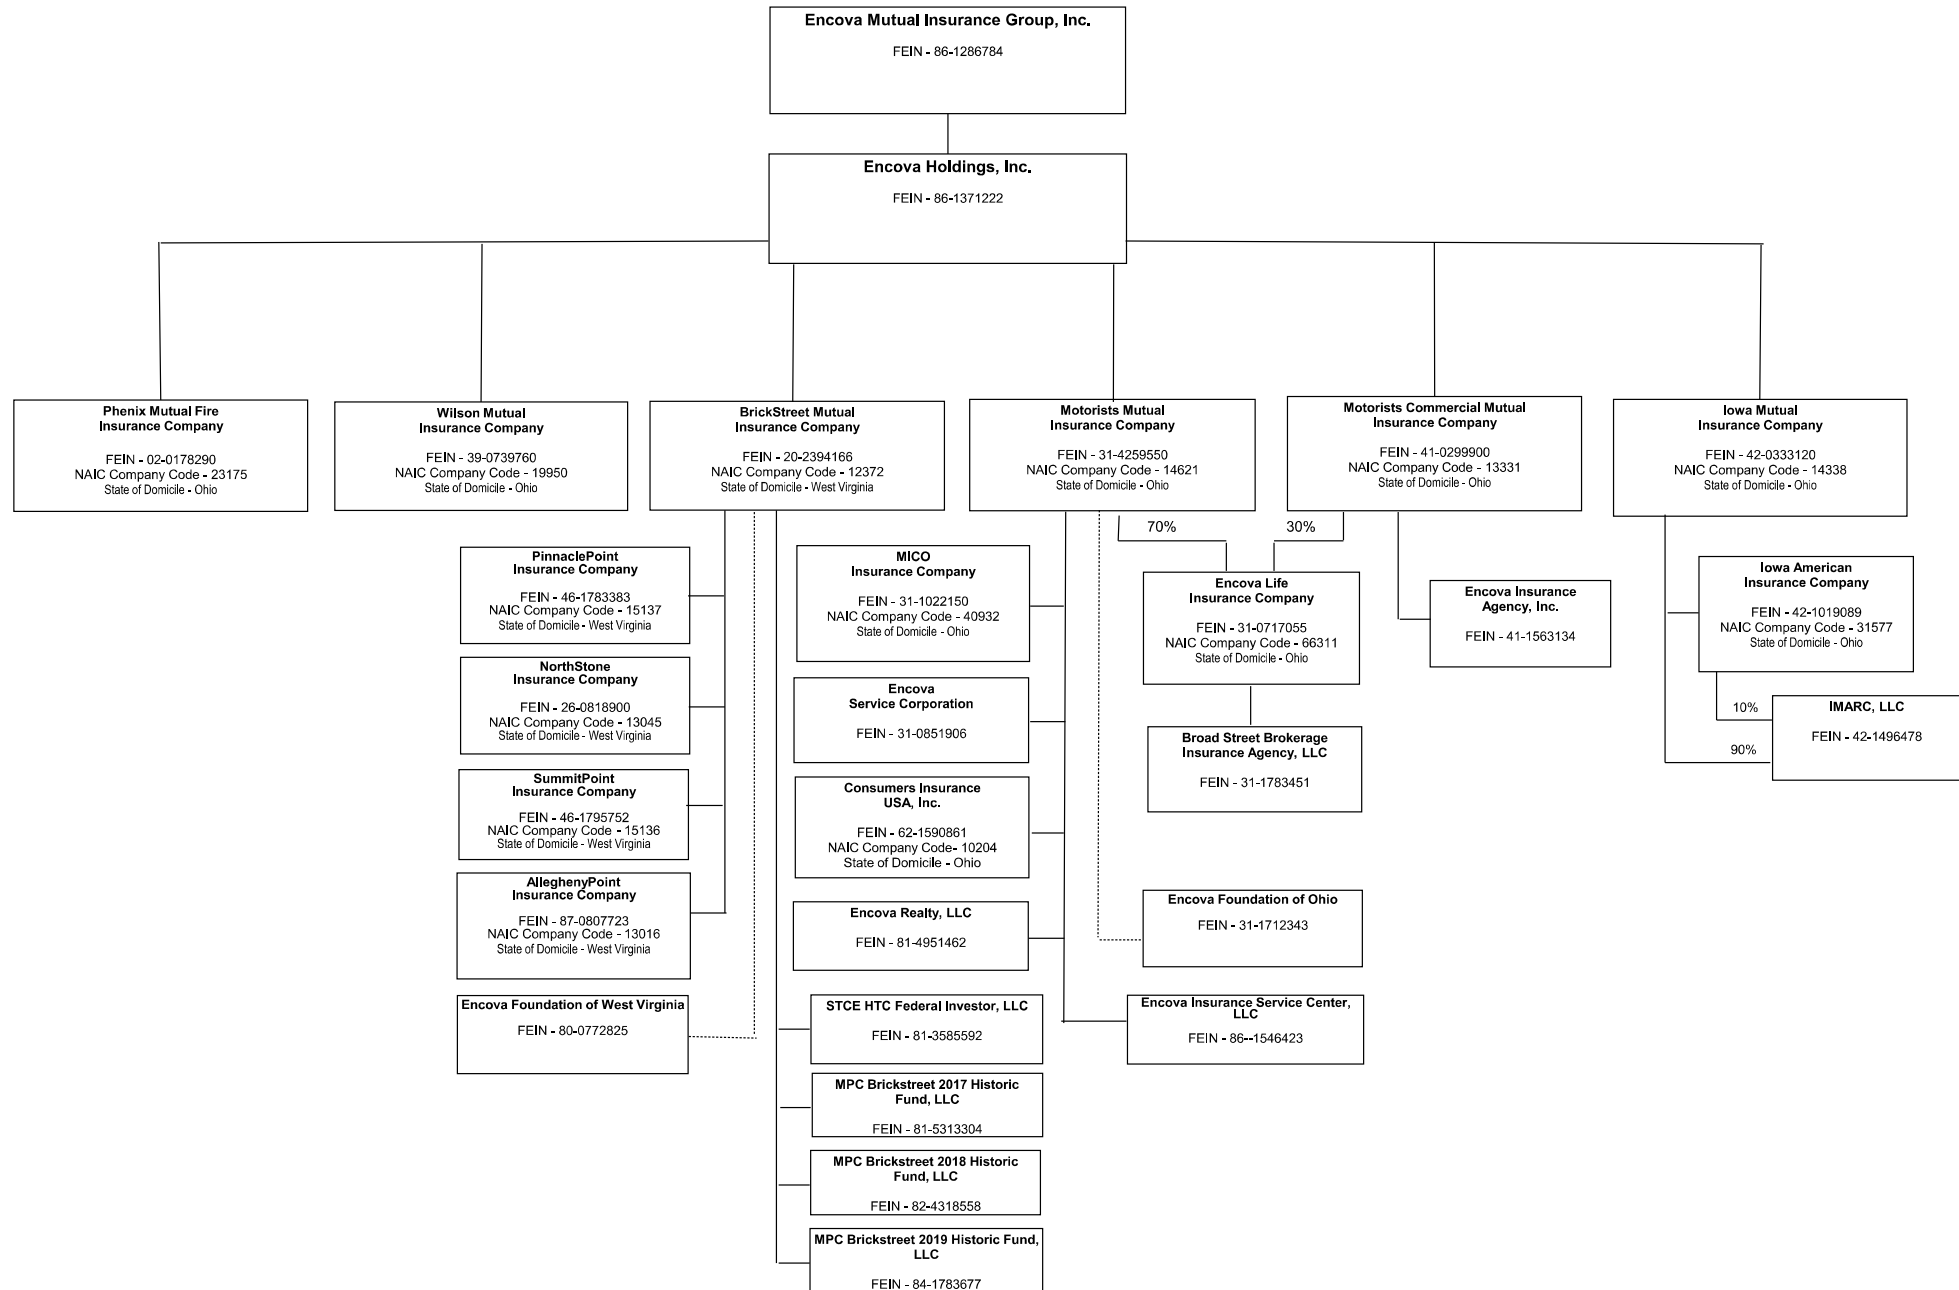 Encova Mutual Insurance Group, Inc.
FEIN - 86-1286784
Encova Holdings, Inc.
FEIN - 86-1371222
Phenix Mutual Fire
Insurance Company
FEIN - 02-0178290
NAIC Company Code - 23175
State of Domicile - Ohio
Wilson Mutual
Insurance Company
FEIN - 39-0739760
NAIC Company Code - 19950
State of Domicile - Ohio
BrickStreet Mutual
Insurance Company
FEIN - 20-2394166
NAIC Company Code - 12372
State of Domicile - West Virginia
Motorists Mutual
Insurance Company
FEIN - 31-4259550
NAIC Company Code - 14621
State of Domicile - Ohio
Motorists Commercial Mutual
Insurance Company
FEIN - 41-0299900
NAIC Company Code - 13331
State of Domicile - Ohio
Iowa Mutual
Insurance Company
FEIN - 42-0333120
NAIC Company Code - 14338
State of Domicile - Ohio
PinnaclePoint
Insurance Company
FEIN - 46-1783383
NAIC Company Code - 15137
State of Domicile - West Virginia
NorthStone
Insurance Company
FEIN - 26-0818900
NAIC Company Code - 13045
State of Domicile - West Virginia
SummitPoint
Insurance Company
FEIN - 46-1795752
NAIC Company Code - 15136
State of Domicile - West Virginia
AlleghenyPoint
Insurance Company
FEIN - 87-0807723
NAIC Company Code - 13016
State of Domicile - West Virginia
Encova Foundation of West Virginia
FEIN - 80-0772825
MICO
Insurance Company
FEIN - 31-1022150
NAIC Company Code - 40932
State of Domicile - Ohio
Encova
Service Corporation
FEIN - 31-0851906
Consumers Insurance
USA, Inc.
FEIN - 62-1590861
NAIC Company Code- 10204
State of Domicile - Ohio
Encova Realty, LLC
FEIN - 81-4951462
STCE HTC Federal Investor, LLC
FEIN - 81-3585592
MPC Brickstreet 2017 Historic
Fund, LLC
FEIN - 81-5313304
MPC Brickstreet 2018 Historic
Fund, LLC
FEIN - 82-4318558
MPC Brickstreet 2019 Historic Fund,
LLC
FEIN - 84-1783677
70%
30%
Encova Life
Insurance Company
FEIN - 31-0717055
NAIC Company Code - 66311
State of Domicile - Ohio
Broad Street Brokerage
Insurance Agency, LLC
FEIN - 31-1783451
Encova Foundation of Ohio
FEIN - 31-1712343
Encova Insurance Service Center,
LLC
FEIN - 86--1546423
Encova Insurance
Agency, Inc.
FEIN - 41-1563134
Iowa American
Insurance Company
FEIN - 42-1019089
NAIC Company Code - 31577
State of Domicile - Ohio
10%
90%
IMARC, LLC
FEIN - 42-1496478